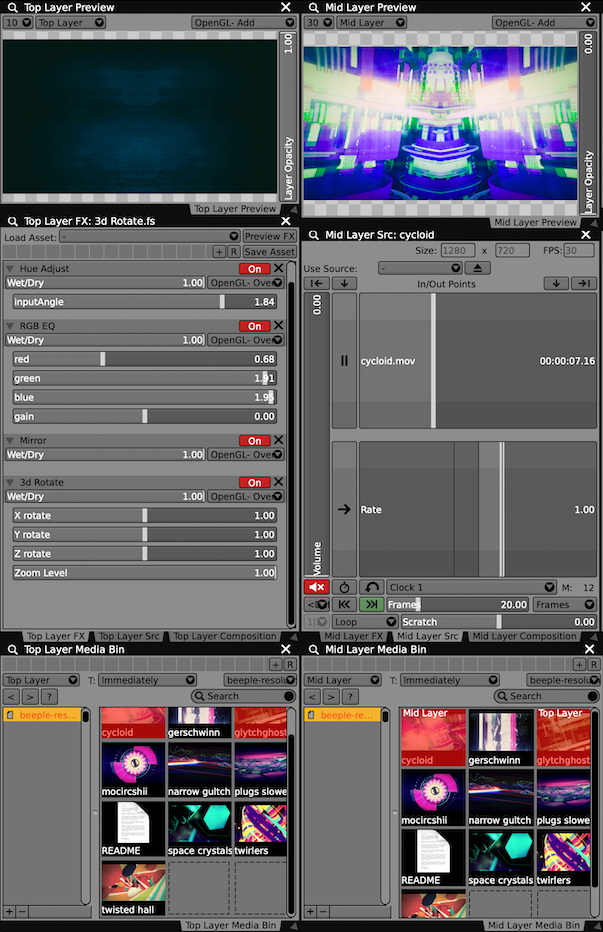 Top Layer Preview
10 Top Layer OpenGL- Add
1.00
Layer Opacity
Top Layer Preview
Mid Layer Preview
30 Mid Layer OpenGL- Add
0.00
Layer Opacity
Mid Layer Preview
Top Layer FX: 3d Rotate.fs
Load Asset: - Preview FX
+ R Save Asset
Hue Adjust On
Wet/Dry 1.00 OpenGL- Over
inputAngle 1.84
RGB EQ On
Wet/Dry 1.00 OpenGL- Over
red 0.68
green 1.91
blue 1.95
gain 0.00
Mirror On
Wet/Dry 1.00 OpenGL- Over
3d Rotate On
Wet/Dry 1.00 OpenGL- Over
X rotate 1.00
Y rotate 1.00
Z rotate 1.00
Zoom Level 1.00
Top Layer FX Top Layer Src Top Layer Composition
Mid Layer Src: cycloid
Size: 1280 x 720 FPS: 30
Use Source: -
In/Out Points
0.00
Volume
cycloid.mov 00:00:07.16
Rate 1.00
Clock 1 M: 12
Frames 20.00 Frames
Loop Scratch 0.00
Mid Layer FX Mid Layer Src Mid Layer Composition
Top Layer Media Bin
+ R
Top Layer T: Immediately beeple-resolu
< > ? Search
beeple-res...
cycloid gerschwinn glytchghost
mocircshii narrow gultch plugs slowe
README space crystals twirlers
twisted hall
+ −
Top Layer Media Bin
Mid Layer Media Bin
+ R
Mid Layer T: Immediately beeple-resolu
< > ? Search
beeple-res...
Mid Layer Top Layer
cycloid gerschwinn glytchghost
mocircshii narrow gultch plugs slowe
README space crystals twirlers
+ −
Mid Layer Media Bin